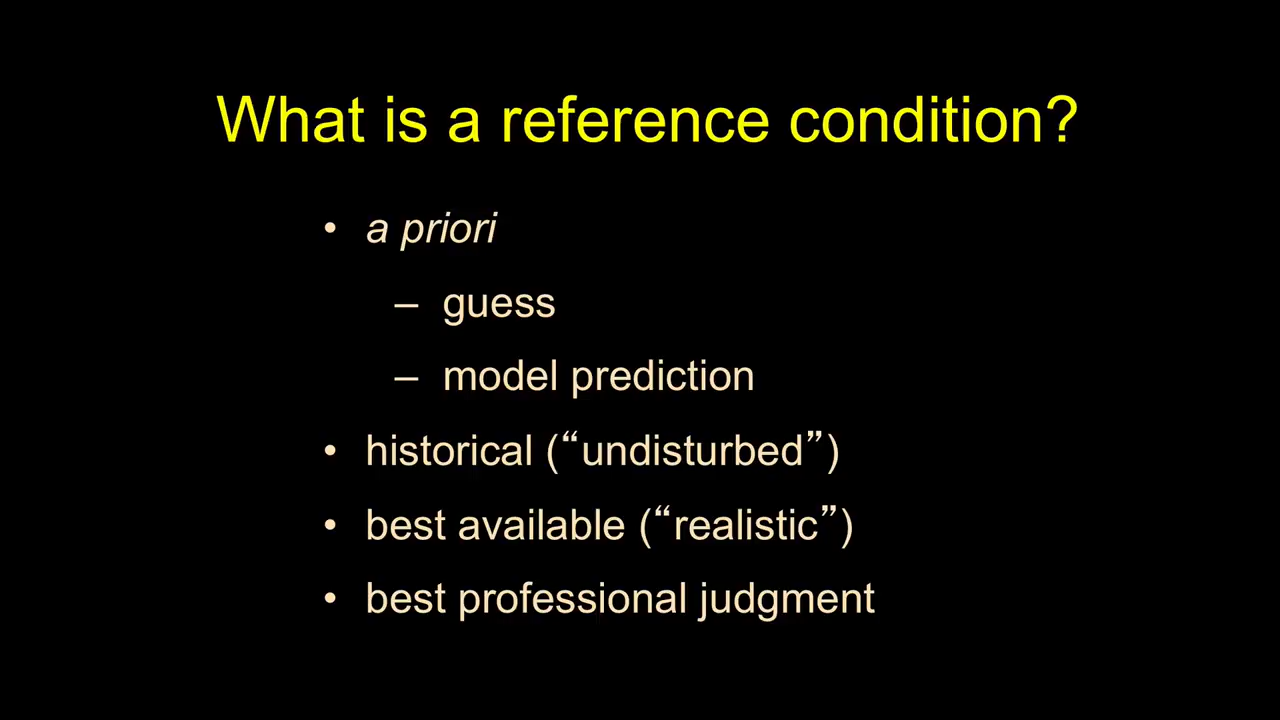 What is a reference condition?
• a priori
– guess
– model prediction
• historical (“undisturbed”)
• best available (“realistic”)
• best professional judgment